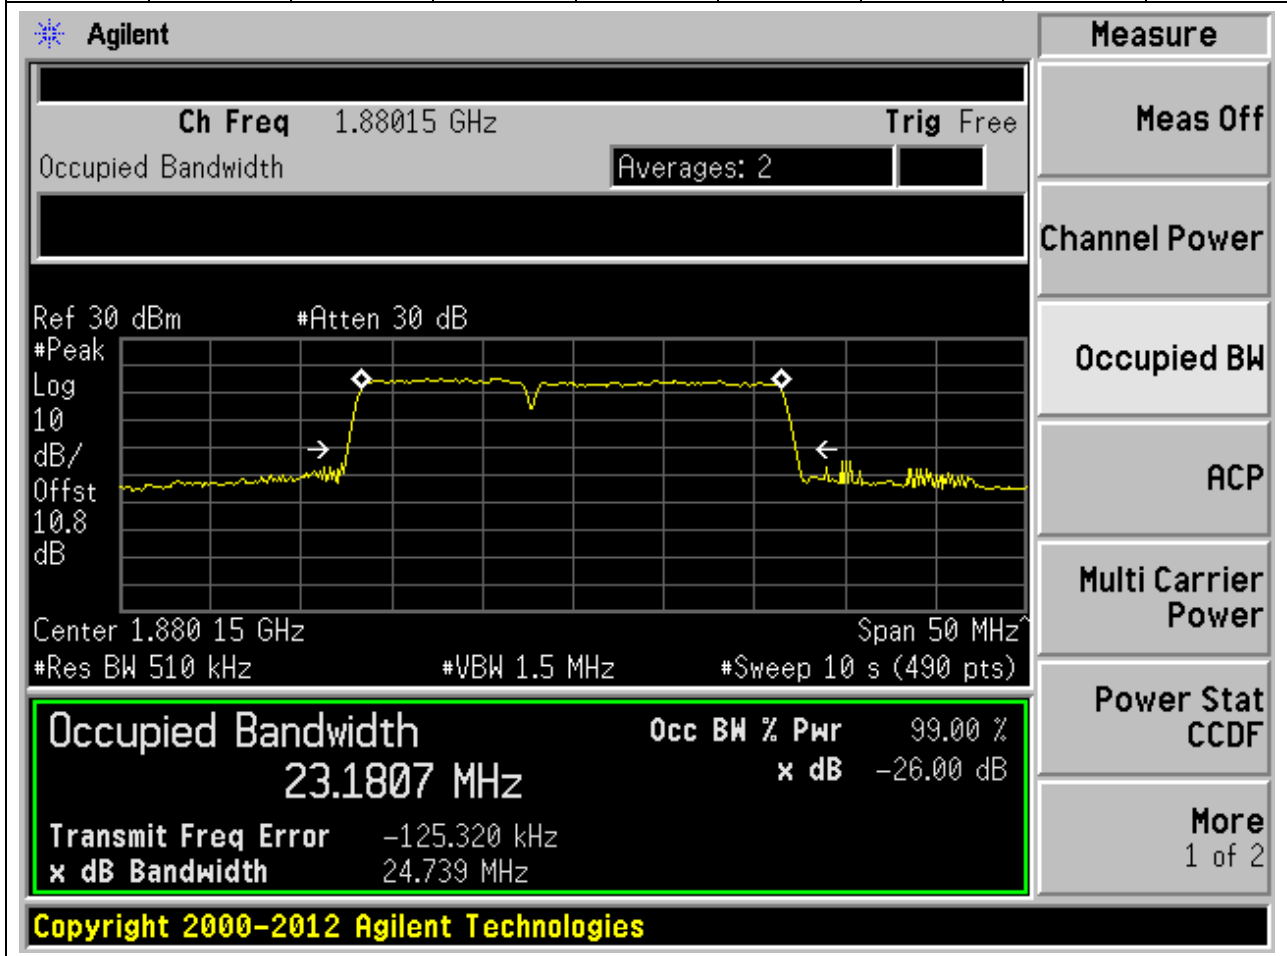 Agilent
Measure
Ch Freq 1.88015 GHz Trig Free
Occupied Bandwidth Averages: 2
Meas Off
Channel Power
Occupied BW
ACP
Multi Carrier
Power
Power Stat
CCDF
More
1 of 2
Ref 30 dBm #Atten 30 dB
#Peak
Log
10
dB/
Offst
10.8
dB
Center 1.880 15 GHz Span 50 MHz^
#Res BW 510 kHz #VBW 1.5 MHz #Sweep 10 s (490 pts)
Occupied Bandwidth Occ BW % Pwr 99.00 %
23.1807 MHz x dB -26.00 dB
Transmit Freq Error -125.320 kHz
x dB Bandwidth 24.739 MHz
Copyright 2000-2012 Agilent Technologies